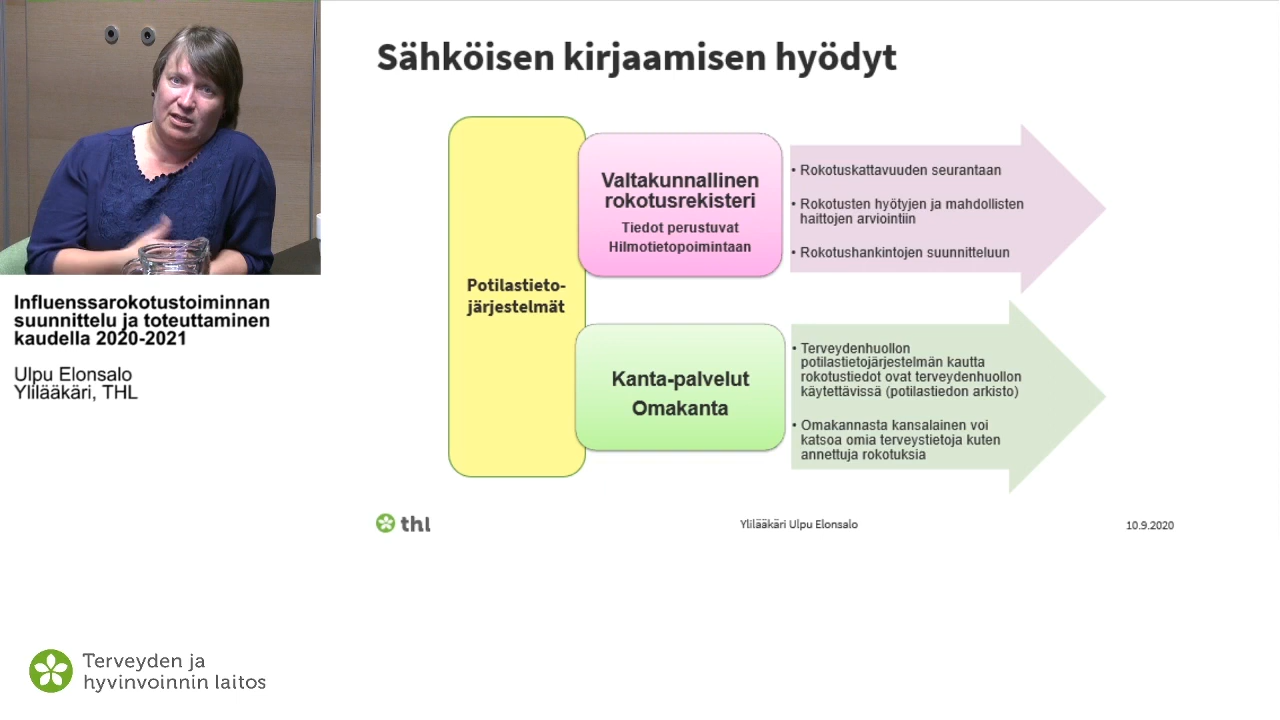 Sähköisen kirjaamisen hyödyt
Potilastieto-
järjestelmät
Valtakunnallinen
rokotusrekisteri
Tiedot perustuvat
Hilmotietopoimintaan
• Rokotuskattavuuden seurantaan
• Rokotusten hyötyjen ja mahdollisten
haittojen arviointiin
• Rokotushankintojen suunnitteluun
Kanta-palvelut
Omakanta
• Terveydenhuollon
potilastietojärjestelmän kautta
rokotustiedot ovat terveydenhuollon
käytettävissä (potilastiedon arkisto)
• Omakannasta kansalainen voi
katsoa omia terveystietoja kuten
annettuja rokotuksia
thl
Ylilääkäri Ulpu Elonsalo
10.9.2020
Influenssarokotustoiminnan
suunnittelu ja toteuttaminen
kaudella 2020-2021
Ulpu Elonsalo
Ylilääkäri, THL
Terveyden ja
hyvinvoinnin laitos